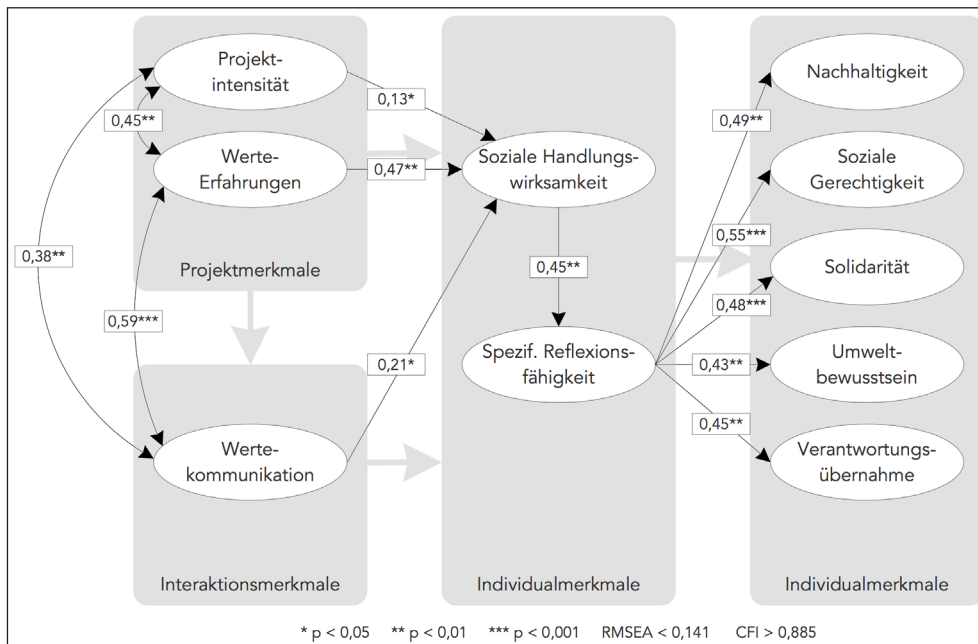 Projekt-
intensität
0,45**
Werte-
Erfahrungen
Projektmerkmale
0,38**
0,59***
Werte-
kommunikation
Interaktionsmerkmale
0,13*
0,47**
0,21*
Soziale Handlungs-
wirksamkeit
0,45**
Spezif. Reflexions-
fähigkeit
Individualmerkmale
0,49**
0,55***
0,48***
0,43**
0,45**
Nachhaltigkeit
Soziale
Gerechtigkeit
Solidarität
Umwelt-
bewusstsein
Verantwortungs-
übernahme
Individualmerkmale
* p < 0,05 ** p < 0,01 *** p < 0,001 RMSEA < 0,141 CFI > 0,885